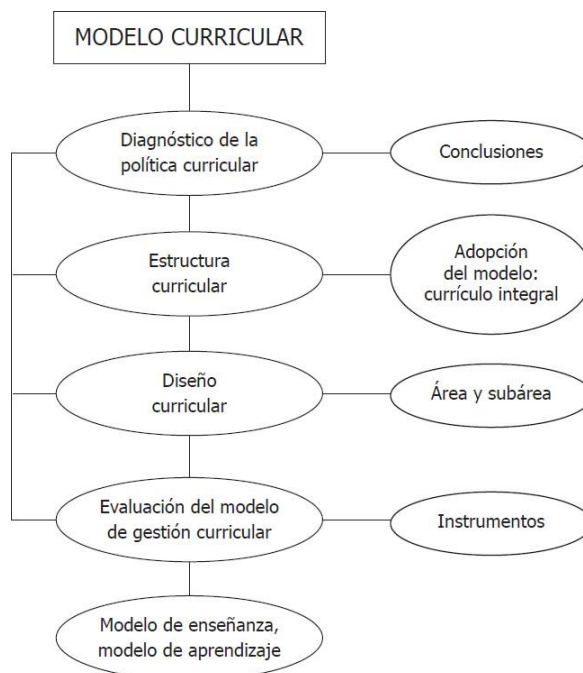 MODELO CURRICULAR
Diagnóstico de la
política curricular
Conclusiones
Estructura
curricular
Adopción
del modelo:
currículo integral
Diseño
curricular
Área y subárea
Evaluación del modelo
de gestión curricular
Instrumentos
Modelo de enseñanza,
modelo de aprendizaje